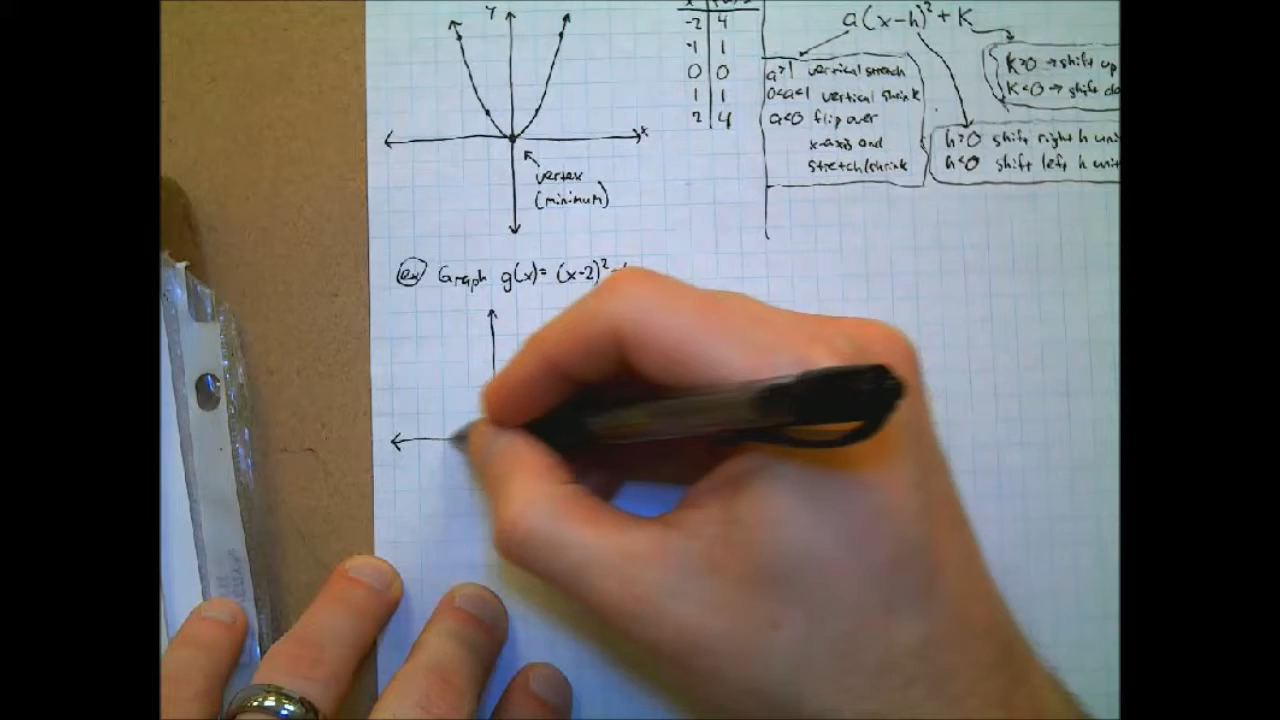 y
x
vertex
(minimum)
-2 4
-1 1
0 0
1 1
2 4
a(x-h)² + K
a>1 vertical stretch
0<a<1 vertical shrink
a<0 flip over
x-axis and
stretch/shrink
K>0 → shift up
K<0 → shift
h>0 shift right h
h<0 shift left h
ex Graph g(x)= (x-2)²